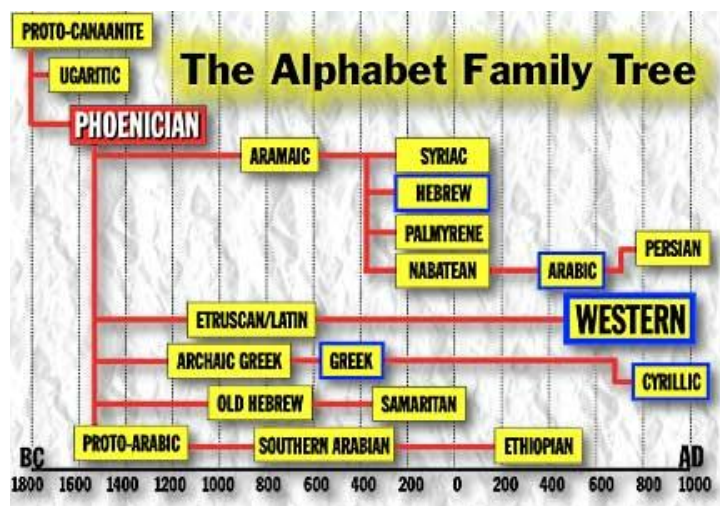 PROTO-CANAANITE
The Alphabet Family Tree
UGARITIC
PHOENICIAN
ARAMAIC
SYRIAC
HEBREW
PALMYRENE
NABATEAN
ARABIC
PERSIAN
ETRUSCAN/LATIN
WESTERN
ARCHAIC GREEK
GREEK
CYRILLIC
OLD HEBREW
SAMARITAN
PROTO-ARABIC
SOUTHERN ARABIAN
ETHIOPIAN
BC AD
1800 1600 1400 1200 1000 800 600 400 200 0 200 400 600 800 1000